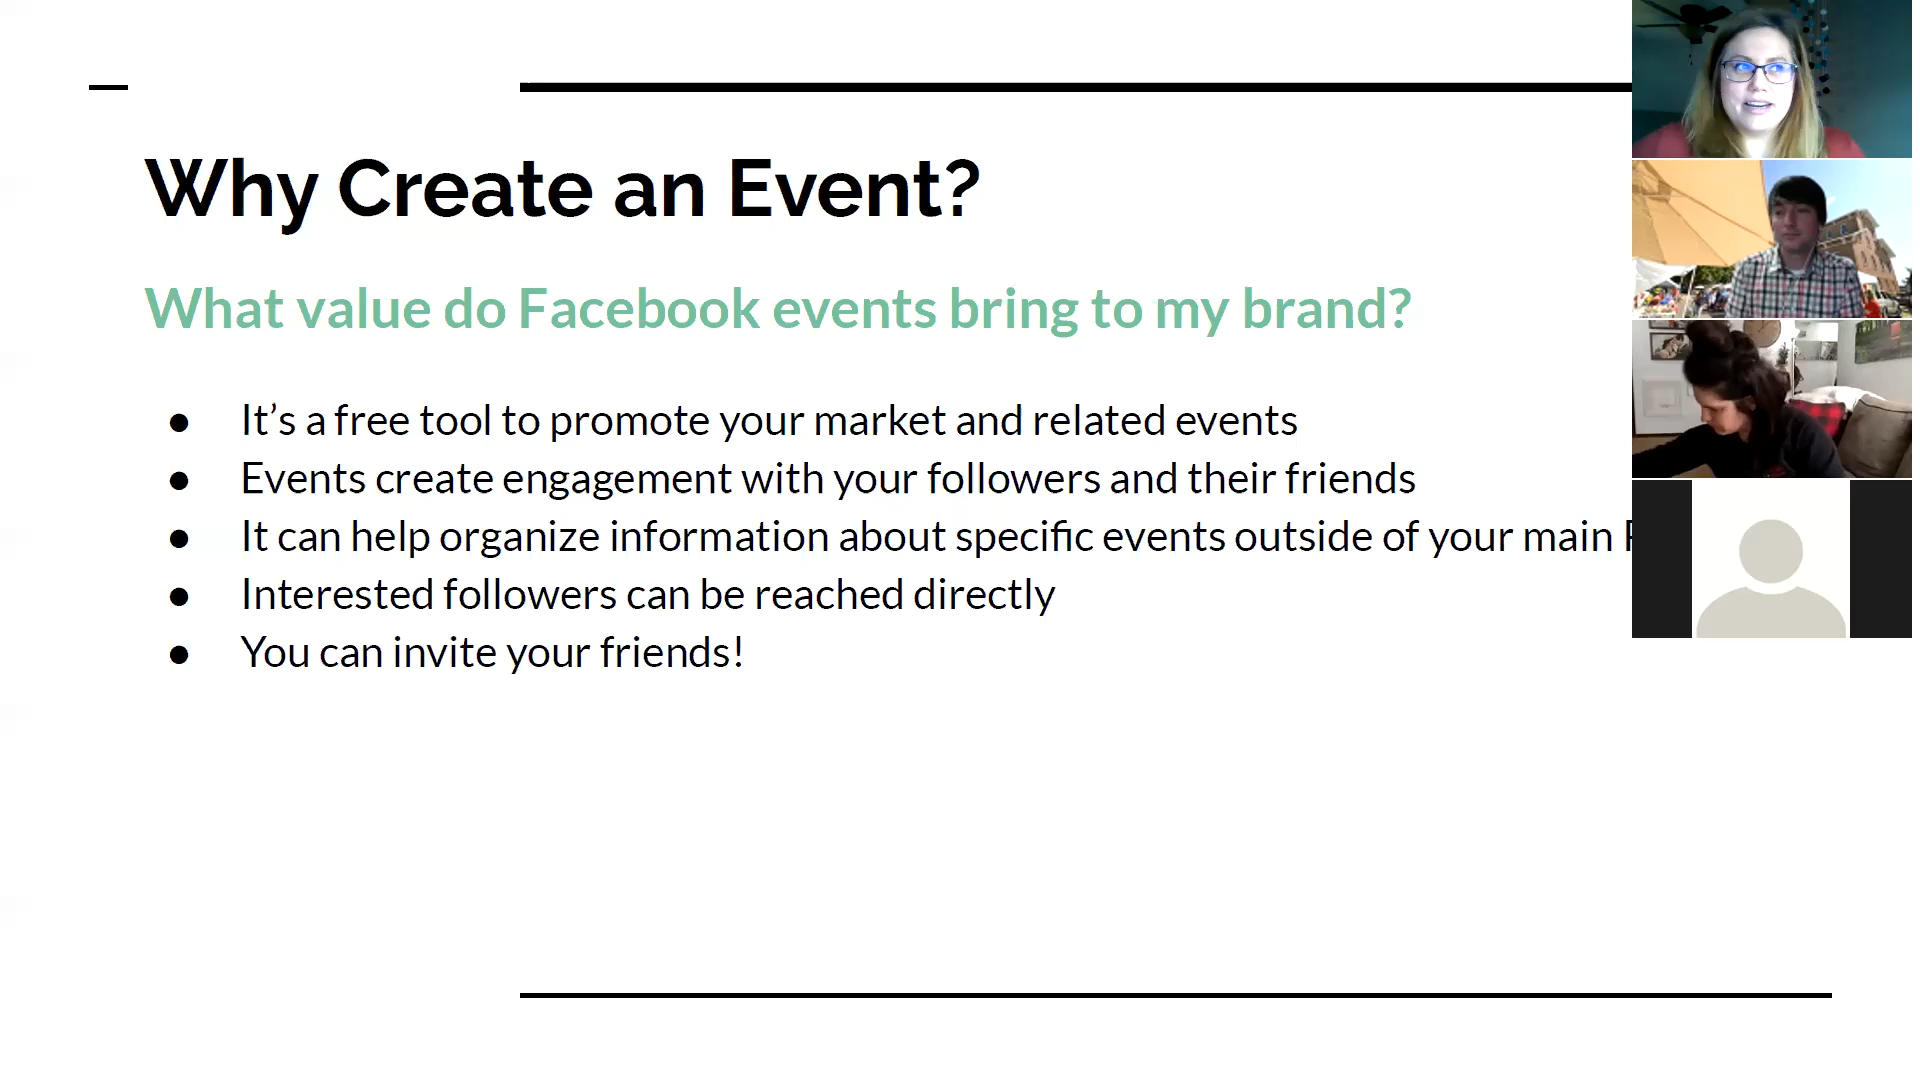 Why Create an Event?
What value do Facebook events bring to my brand?
● It’s a free tool to promote your market and related events
● Events create engagement with your followers and their friends
● It can help organize information about specific events outside of your main
● Interested followers can be reached directly
● You can invite your friends!